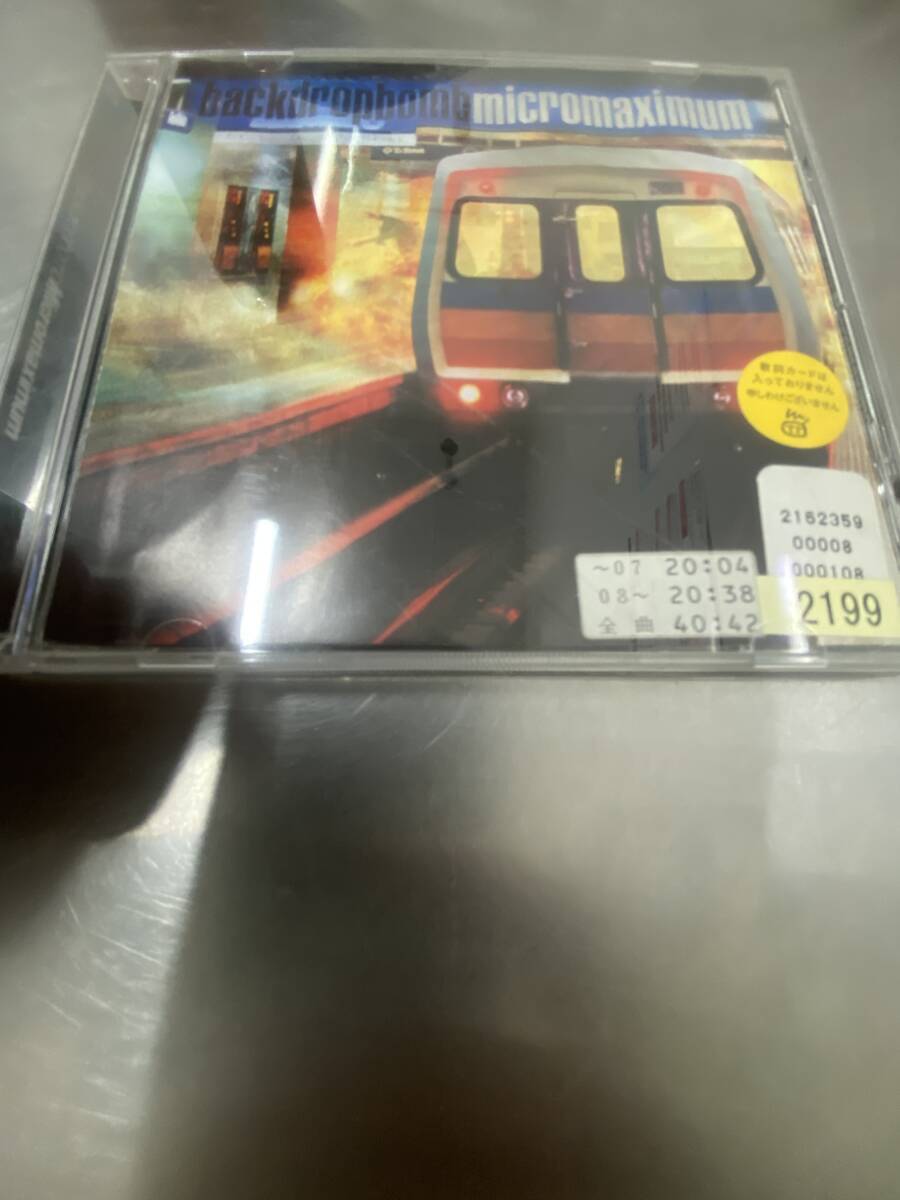 backdropbomb micromaximum
Micromaximum
歌詞カードは
入っておりません
申しわけございません
2162359
00008
000108
~07 20:04
08~ 20:38
全曲 40:42
2199